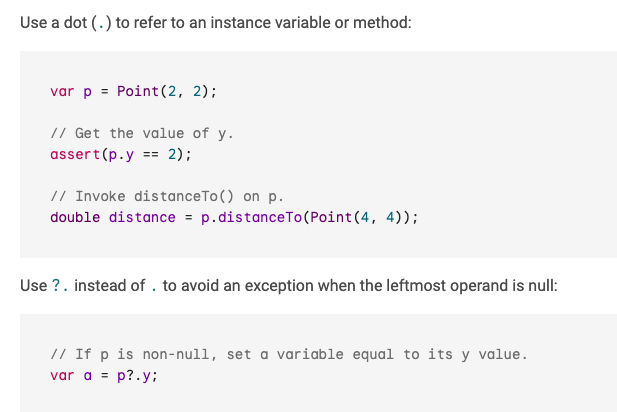 Use a dot (.) to refer to an instance variable or method:
var p = Point(2, 2);
// Get the value of y.
assert(p.y == 2);
// Invoke distanceTo() on p.
double distance = p.distanceTo(Point(4, 4));
Use ?. instead of . to avoid an exception when the leftmost operand is null:
// If p is non-null, set a variable equal to its y value.
var a = p?.y;